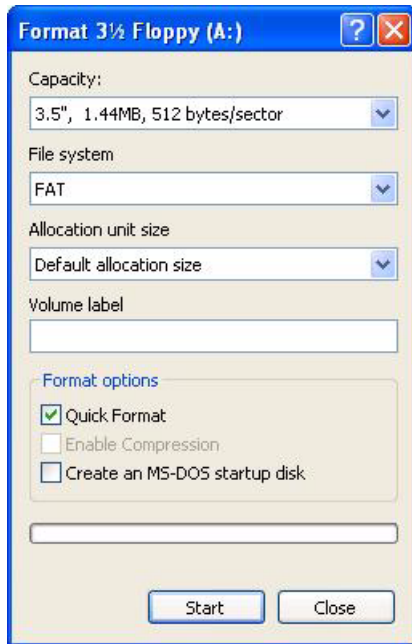 Format 3½ Floppy (A:)
Capacity:
3.5", 1.44MB, 512 bytes/sector
File system
FAT
Allocation unit size
Default allocation size
Volume label
Format options
Quick Format
Enable Compression
Create an MS-DOS startup disk
Start Close